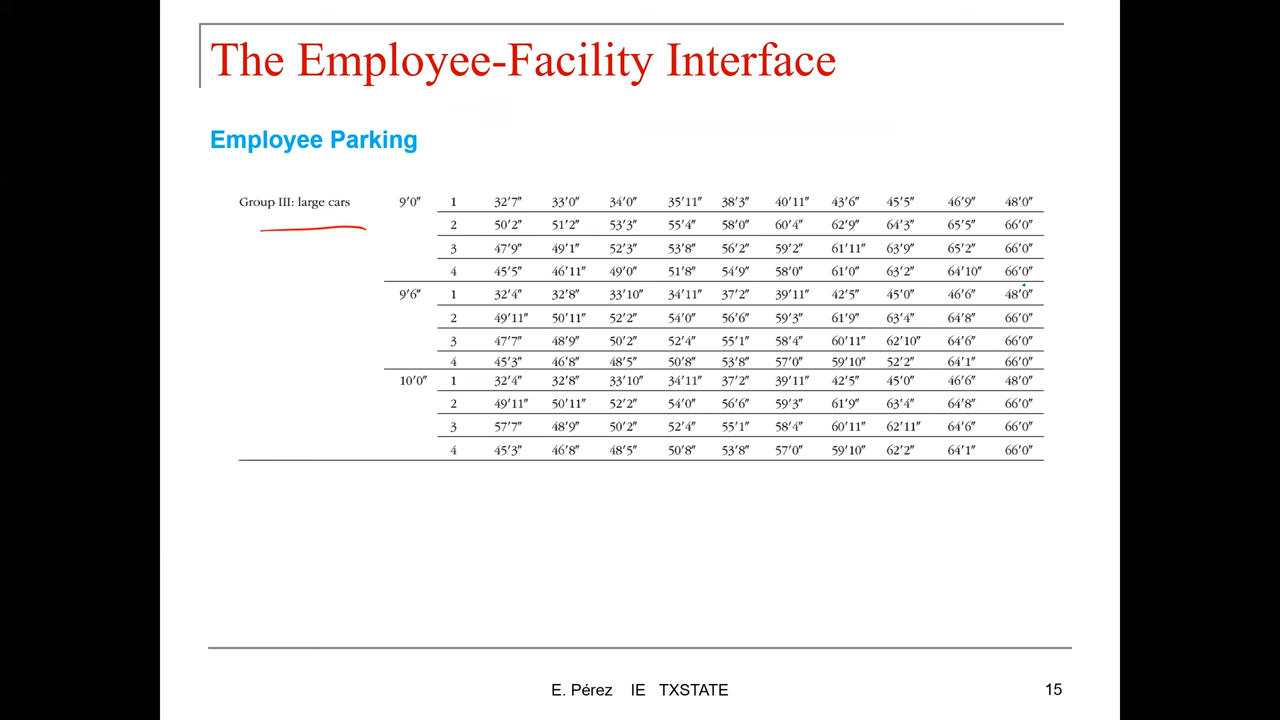 The Employee-Facility Interface
Employee Parking
Group III: large cars 9′0″ 1 32′7″ 33′0″ 34′0″ 35′11″ 38′3″ 40′11″ 43′6″ 45′5″ 46′9″ 48′0″
2 50′2″ 51′2″ 53′3″ 55′4″ 58′0″ 60′4″ 62′9″ 64′3″ 65′5″ 66′0″
3 47′9″ 49′1″ 52′3″ 53′8″ 56′2″ 59′2″ 61′11″ 63′9″ 65′2″ 66′0″
4 45′5″ 46′11″ 49′0″ 51′8″ 54′9″ 58′0″ 61′0″ 63′2″ 64′10″ 66′0″
9′6″ 1 32′4″ 32′8″ 33′10″ 34′11″ 37′2″ 39′11″ 42′5″ 45′0″ 46′6″ 48′0″
2 49′11″ 50′11″ 52′2″ 54′0″ 56′6″ 59′3″ 61′9″ 63′4″ 64′8″ 66′0″
3 47′7″ 48′9″ 50′2″ 52′4″ 55′1″ 58′4″ 60′11″ 62′10″ 64′6″ 66′0″
4 45′3″ 46′8″ 48′5″ 50′8″ 53′8″ 57′0″ 59′10″ 52′2″ 64′1″ 66′0″
10′0″ 1 32′4″ 32′8″ 33′10″ 34′11″ 37′2″ 39′11″ 42′5″ 45′0″ 46′6″ 48′0″
2 49′11″ 50′11″ 52′2″ 54′0″ 56′6″ 59′3″ 61′9″ 63′4″ 64′8″ 66′0″
3 57′7″ 48′9″ 50′2″ 52′4″ 55′1″ 58′4″ 60′11″ 62′11″ 64′6″ 66′0″
4 45′3″ 46′8″ 48′5″ 50′8″ 53′8″ 57′0″ 59′10″ 62′2″ 64′1″ 66′0″
E. Pérez IE TXSTATE 15